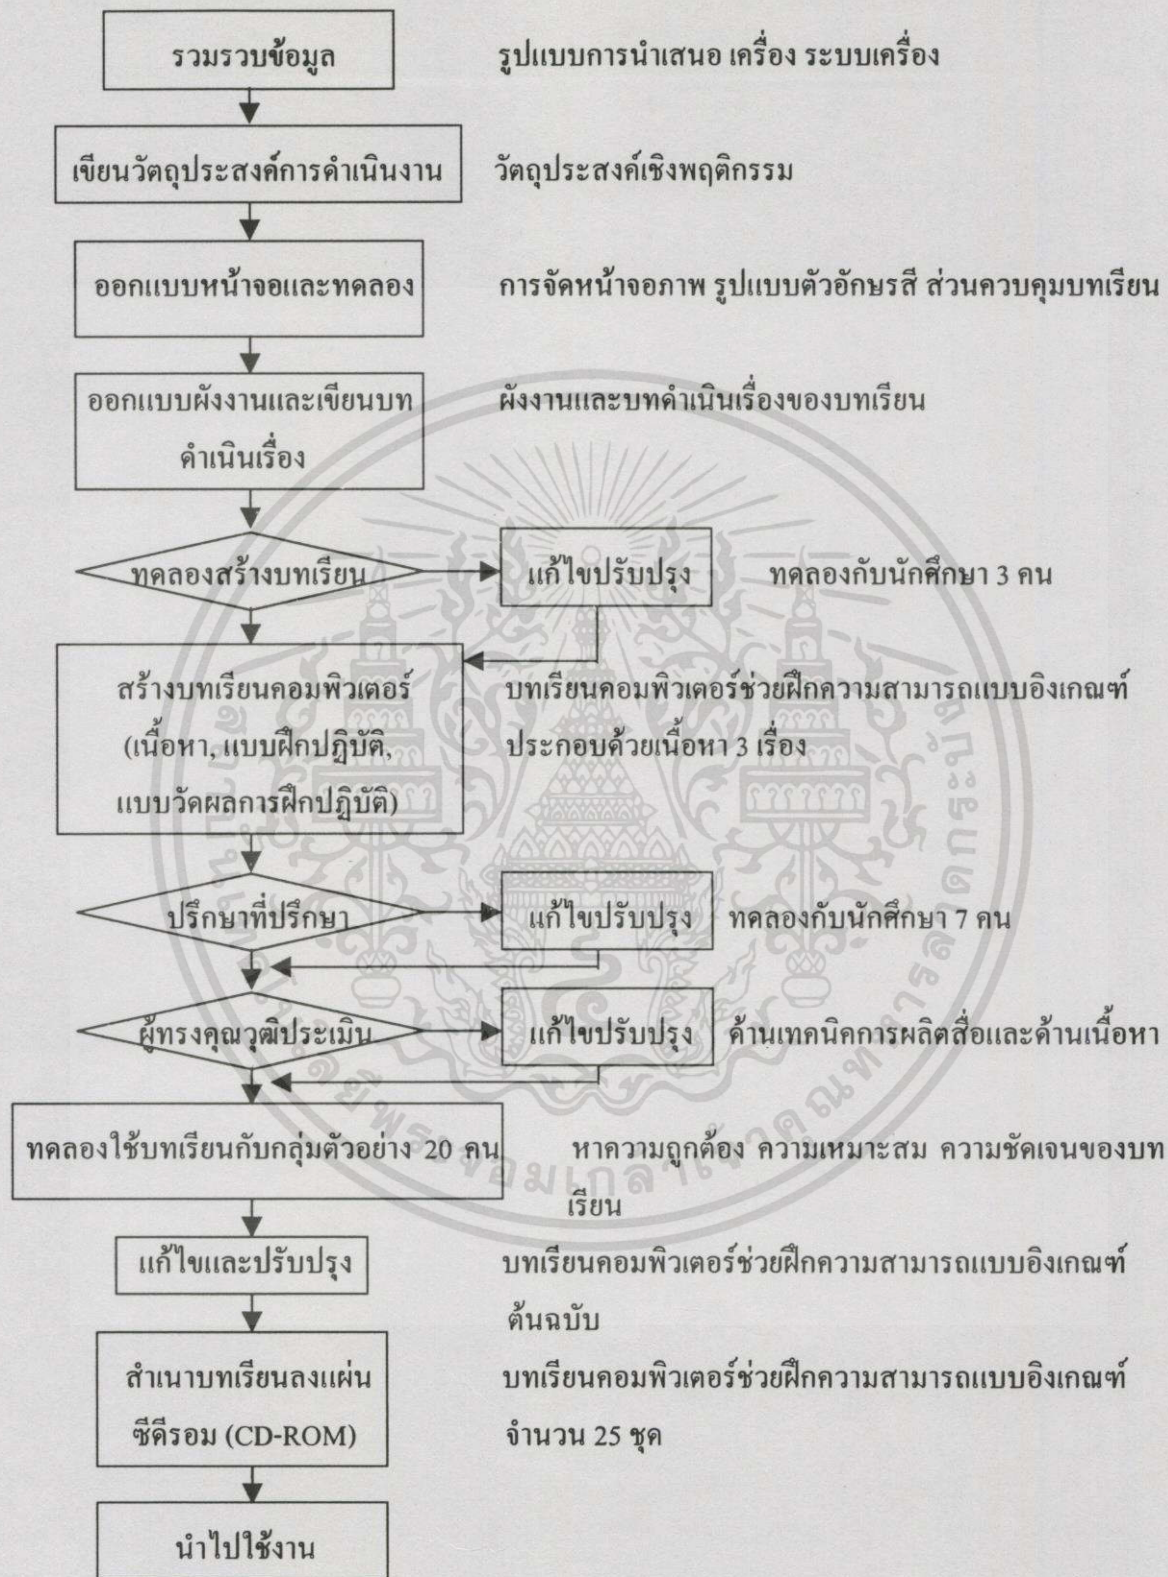 รวมรวบข้อมูล
รูปแบบการนำเสนอ เครื่อง ระบบเครื่อง
เขียนวัตถุประสงค์การดำเนินงาน
วัตถุประสงค์เชิงพฤติกรรม
ออกแบบหน้าจอและทดลอง
การจัดหน้าจอภาพ รูปแบบตัวอักษรสี ส่วนควบคุมบทเรียน
ออกแบบผังงานและเขียนบท
ดำเนินเรื่อง
ผังงานและบทดำเนินเรื่องของบทเรียน
ทดลองสร้างบทเรียน
แก้ไขปรับปรุง
ทดลองกับนักศึกษา 3 คน
สร้างบทเรียนคอมพิวเตอร์
(เนื้อหา, แบบฝึกปฏิบัติ,
แบบวัดผลการฝึกปฏิบัติ)
บทเรียนคอมพิวเตอร์ช่วยฝึกความสามารถแบบอิงเกณฑ์
ประกอบด้วยเนื้อหา 3 เรื่อง
ปรึกษาที่ปรึกษา
แก้ไขปรับปรุง
ทดลองกับนักศึกษา 7 คน
ผู้ทรงคุณวุฒิประเมิน
แก้ไขปรับปรุง
ด้านเทคนิคการผลิตสื่อและด้านเนื้อหา
ทดลองใช้บทเรียนกับกลุ่มตัวอย่าง 20 คน
หาความถูกต้อง ความเหมาะสม ความชัดเจนของบท
เรียน
แก้ไขและปรับปรุง
บทเรียนคอมพิวเตอร์ช่วยฝึกความสามารถแบบอิงเกณฑ์
ต้นฉบับ
สำเนาบทเรียนลงแผ่น
ซีดีรอม (CD-ROM)
บทเรียนคอมพิวเตอร์ช่วยฝึกความสามารถแบบอิงเกณฑ์
จำนวน 25 ชุด
นำไปใช้งาน